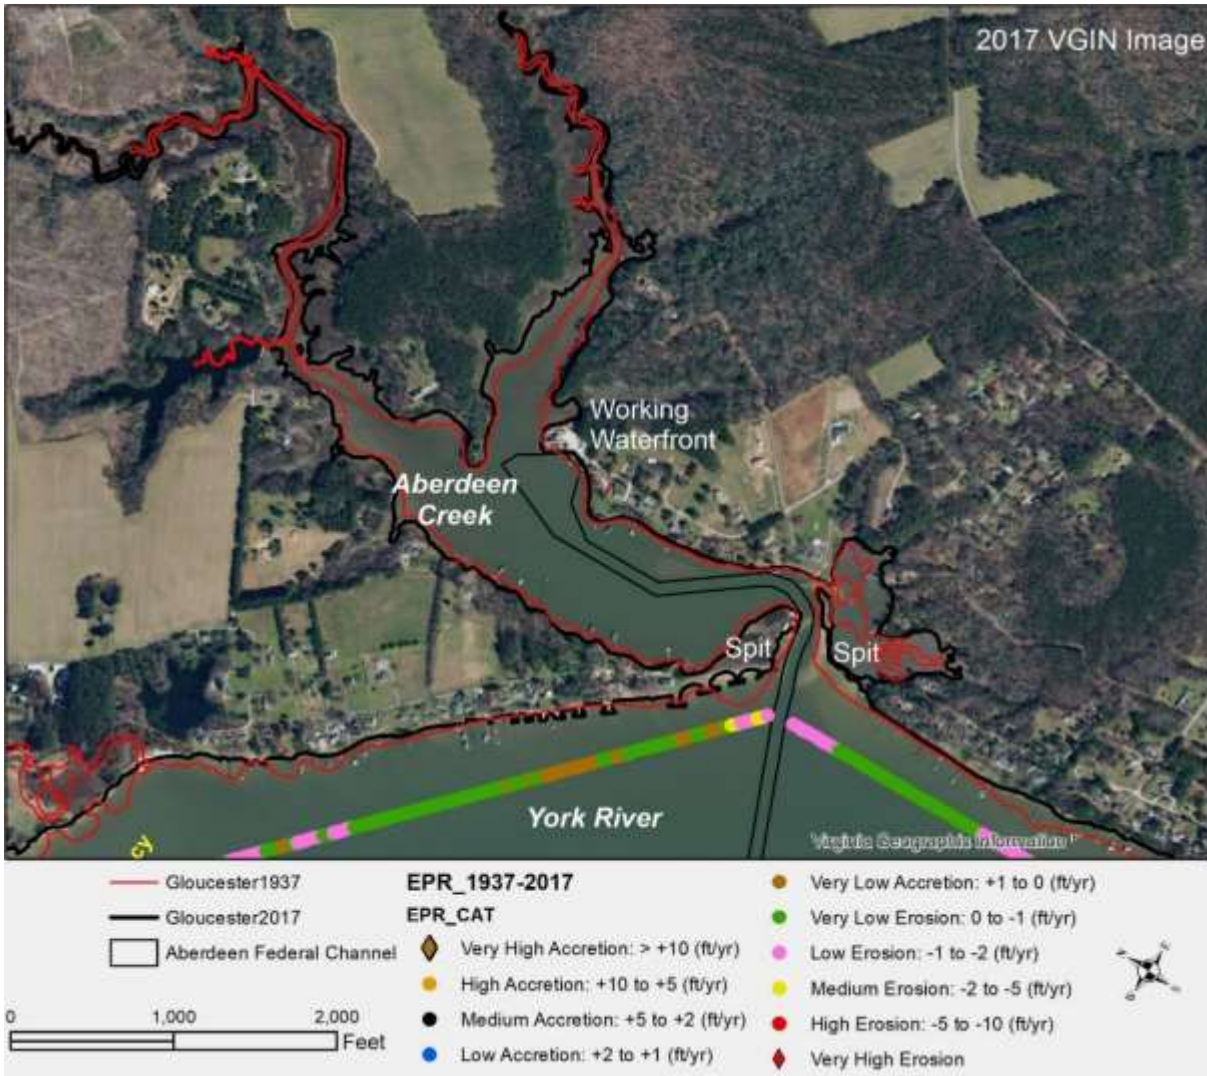 2017 VGIN Image
Working
Waterfront
Aberdeen
Creek
Spit
Spit
York River
cy
Virginia Geographic Information
Gloucester1937
Gloucester2017
Aberdeen Federal Channel
0 1,000 2,000
Feet
EPR_1937-2017
EPR_CAT
Very High Accretion: > +10 (ft/yr)
High Accretion: +10 to +5 (ft/yr)
Medium Accretion: +5 to +2 (ft/yr)
Low Accretion: +2 to +1 (ft/yr)
Very Low Accretion: +1 to 0 (ft/yr)
Very Low Erosion: 0 to -1 (ft/yr)
Low Erosion: -1 to -2 (ft/yr)
Medium Erosion: -2 to -5 (ft/yr)
High Erosion: -5 to -10 (ft/yr)
Very High Erosion